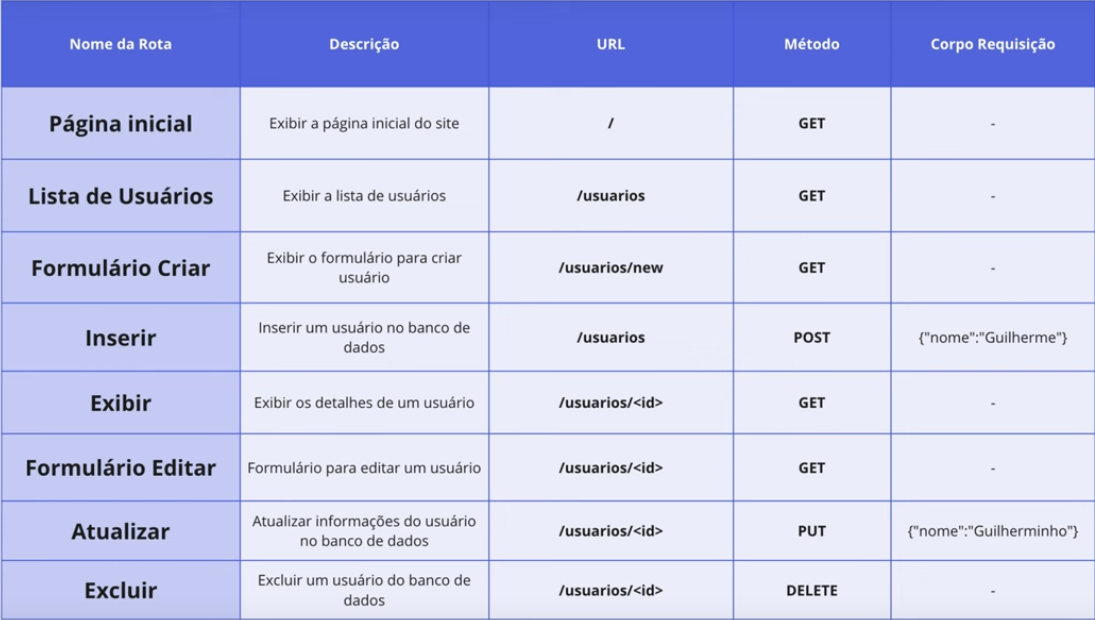 Nome da Rota	Descrição	URL	Método	Corpo Requisição
Página inicial	Exibir a página inicial do site	/	GET	-
Lista de Usuários	Exibir a lista de usuários	/usuarios	GET	-
Formulário Criar	Exibir o formulário para criar
usuário	/usuarios/new	GET	-
Inserir	Inserir um usuário no banco de
dados	/usuarios	POST	{"nome":"Guilherme"}
Exibir	Exibir os detalhes de um usuário	/usuarios/<id>	GET	-
Formulário Editar	Formulário para editar um usuário	/usuarios/<id>	GET	-
Atualizar	Atualizar informações do usuário
no banco de dados	/usuarios/<id>	PUT	{"nome":"Guilherminho"}
Excluir	Excluir um usuário do banco de
dados	/usuarios/<id>	DELETE	-